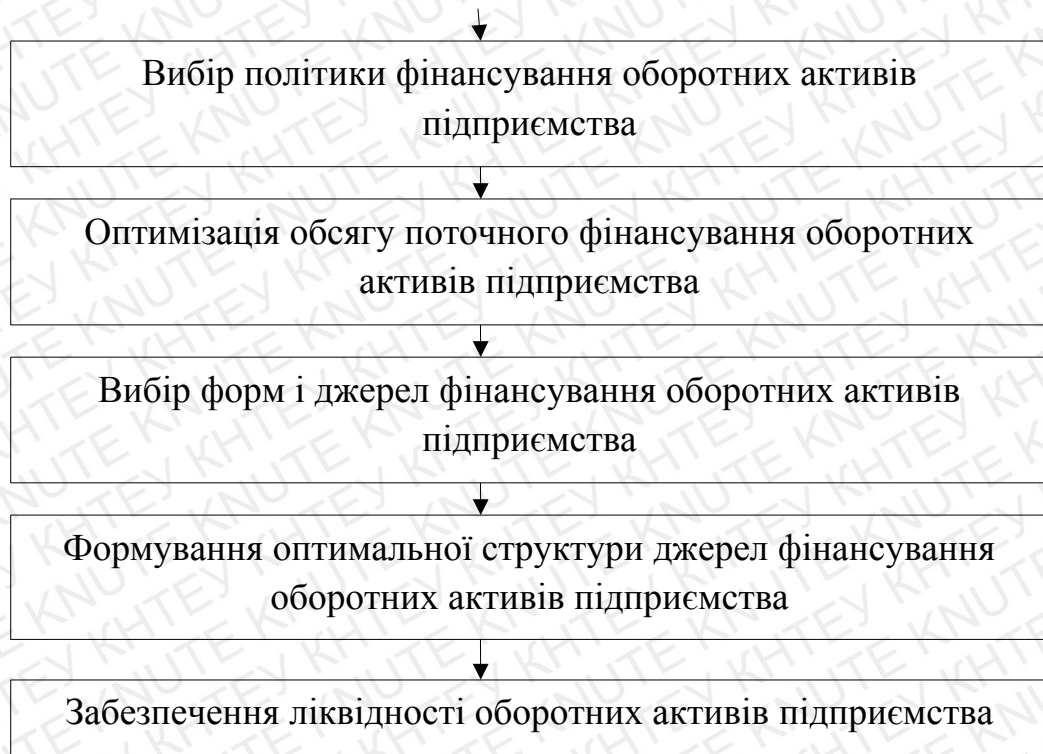 Вибір політики фінансування оборотних активів
підприємства
Оптимізація обсягу поточного фінансування оборотних
активів підприємства
Вибір форм і джерел фінансування оборотних активів
підприємства
Формування оптимальної структури джерел фінансування
оборотних активів підприємства
Забезпечення ліквідності оборотних активів підприємства